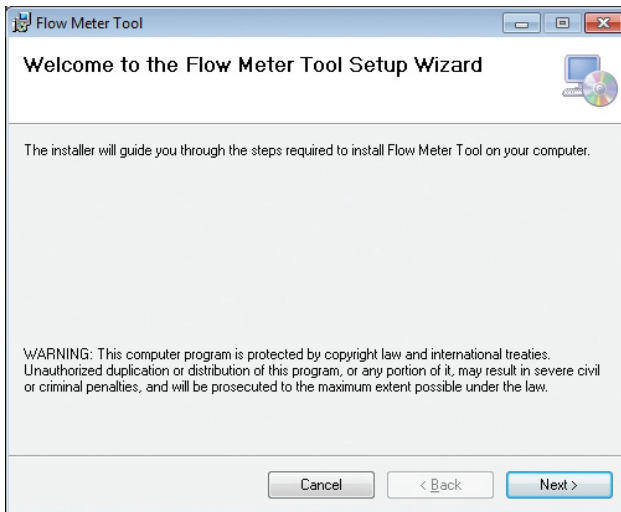 Flow Meter Tool
Welcome to the Flow Meter Tool Setup Wizard
The installer will guide you through the steps required to install Flow Meter Tool on your computer.
WARNING: This computer program is protected by copyright law and international treaties.
Unauthorized duplication or distribution of this program, or any portion of it, may result in severe civil
or criminal penalties, and will be prosecuted to the maximum extent possible under the law.
Cancel
< Back
Next >